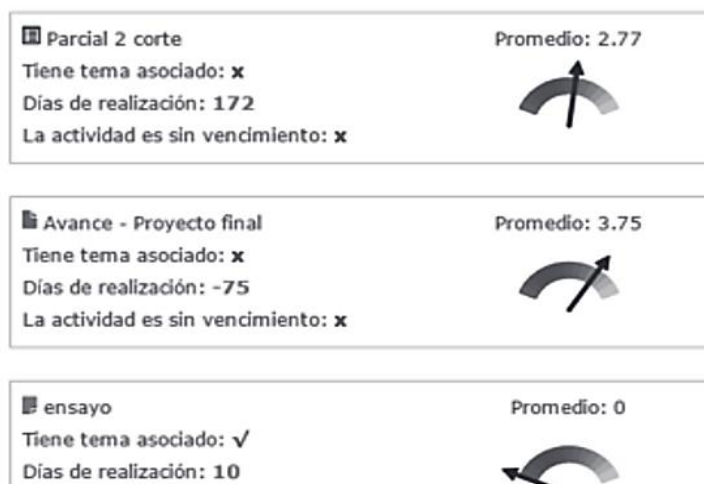 Parcial 2 corte
Promedio: 2.77
Tiene tema asociado: x
Días de realización: 172
La actividad es sin vencimiento: x
Avance - Proyecto final
Promedio: 3.75
Tiene tema asociado: x
Días de realización: -75
La actividad es sin vencimiento: x
ensayo
Promedio: 0
Tiene tema asociado: √
Días de realización: 10